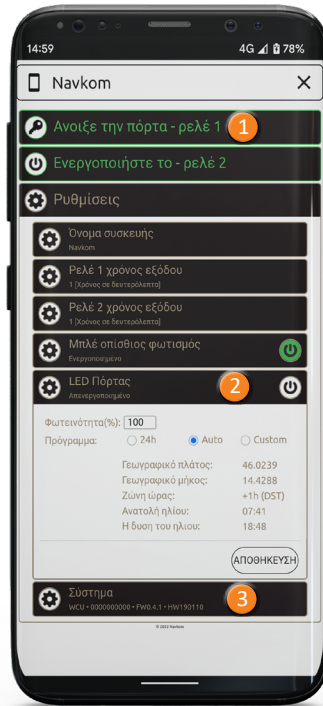 14:59 4G 78%
Navkom
Ανοιξε την πόρτα - ρελέ 1 1
Ενεργοποιήστε το - ρελέ 2
Ρυθμίσεις
Όνομα συσκευής
Navkom
Ρελέ 1 χρόνος εξόδου
1 [Χρόνος σε δευτερόλεπτα]
Ρελέ 2 χρόνος εξόδου
1 [Χρόνος σε δευτερόλεπτα]
Μπλέ οπίσθιος φωτισμός
Ενεργοποιημένο
LED Πόρτας 2
Απενεργοποιημένο
Φωτεινότητα(%): 100
Πρόγραμμα: 24h Auto Custom
Γεωγραφικό πλάτος: 46.0239
Γεωγραφικό μήκος: 14.4288
Ζώνη ώρας: +1h (DST)
Ανατολή ηλίου: 07:41
Η δυση του ηλιου: 18:48
ΑΠΟΘΗΚΕΥΣΗ
Σύστημα 3
WCU • 0000000000 • FW0.4.1 • HW190110
© 2022 Navkom